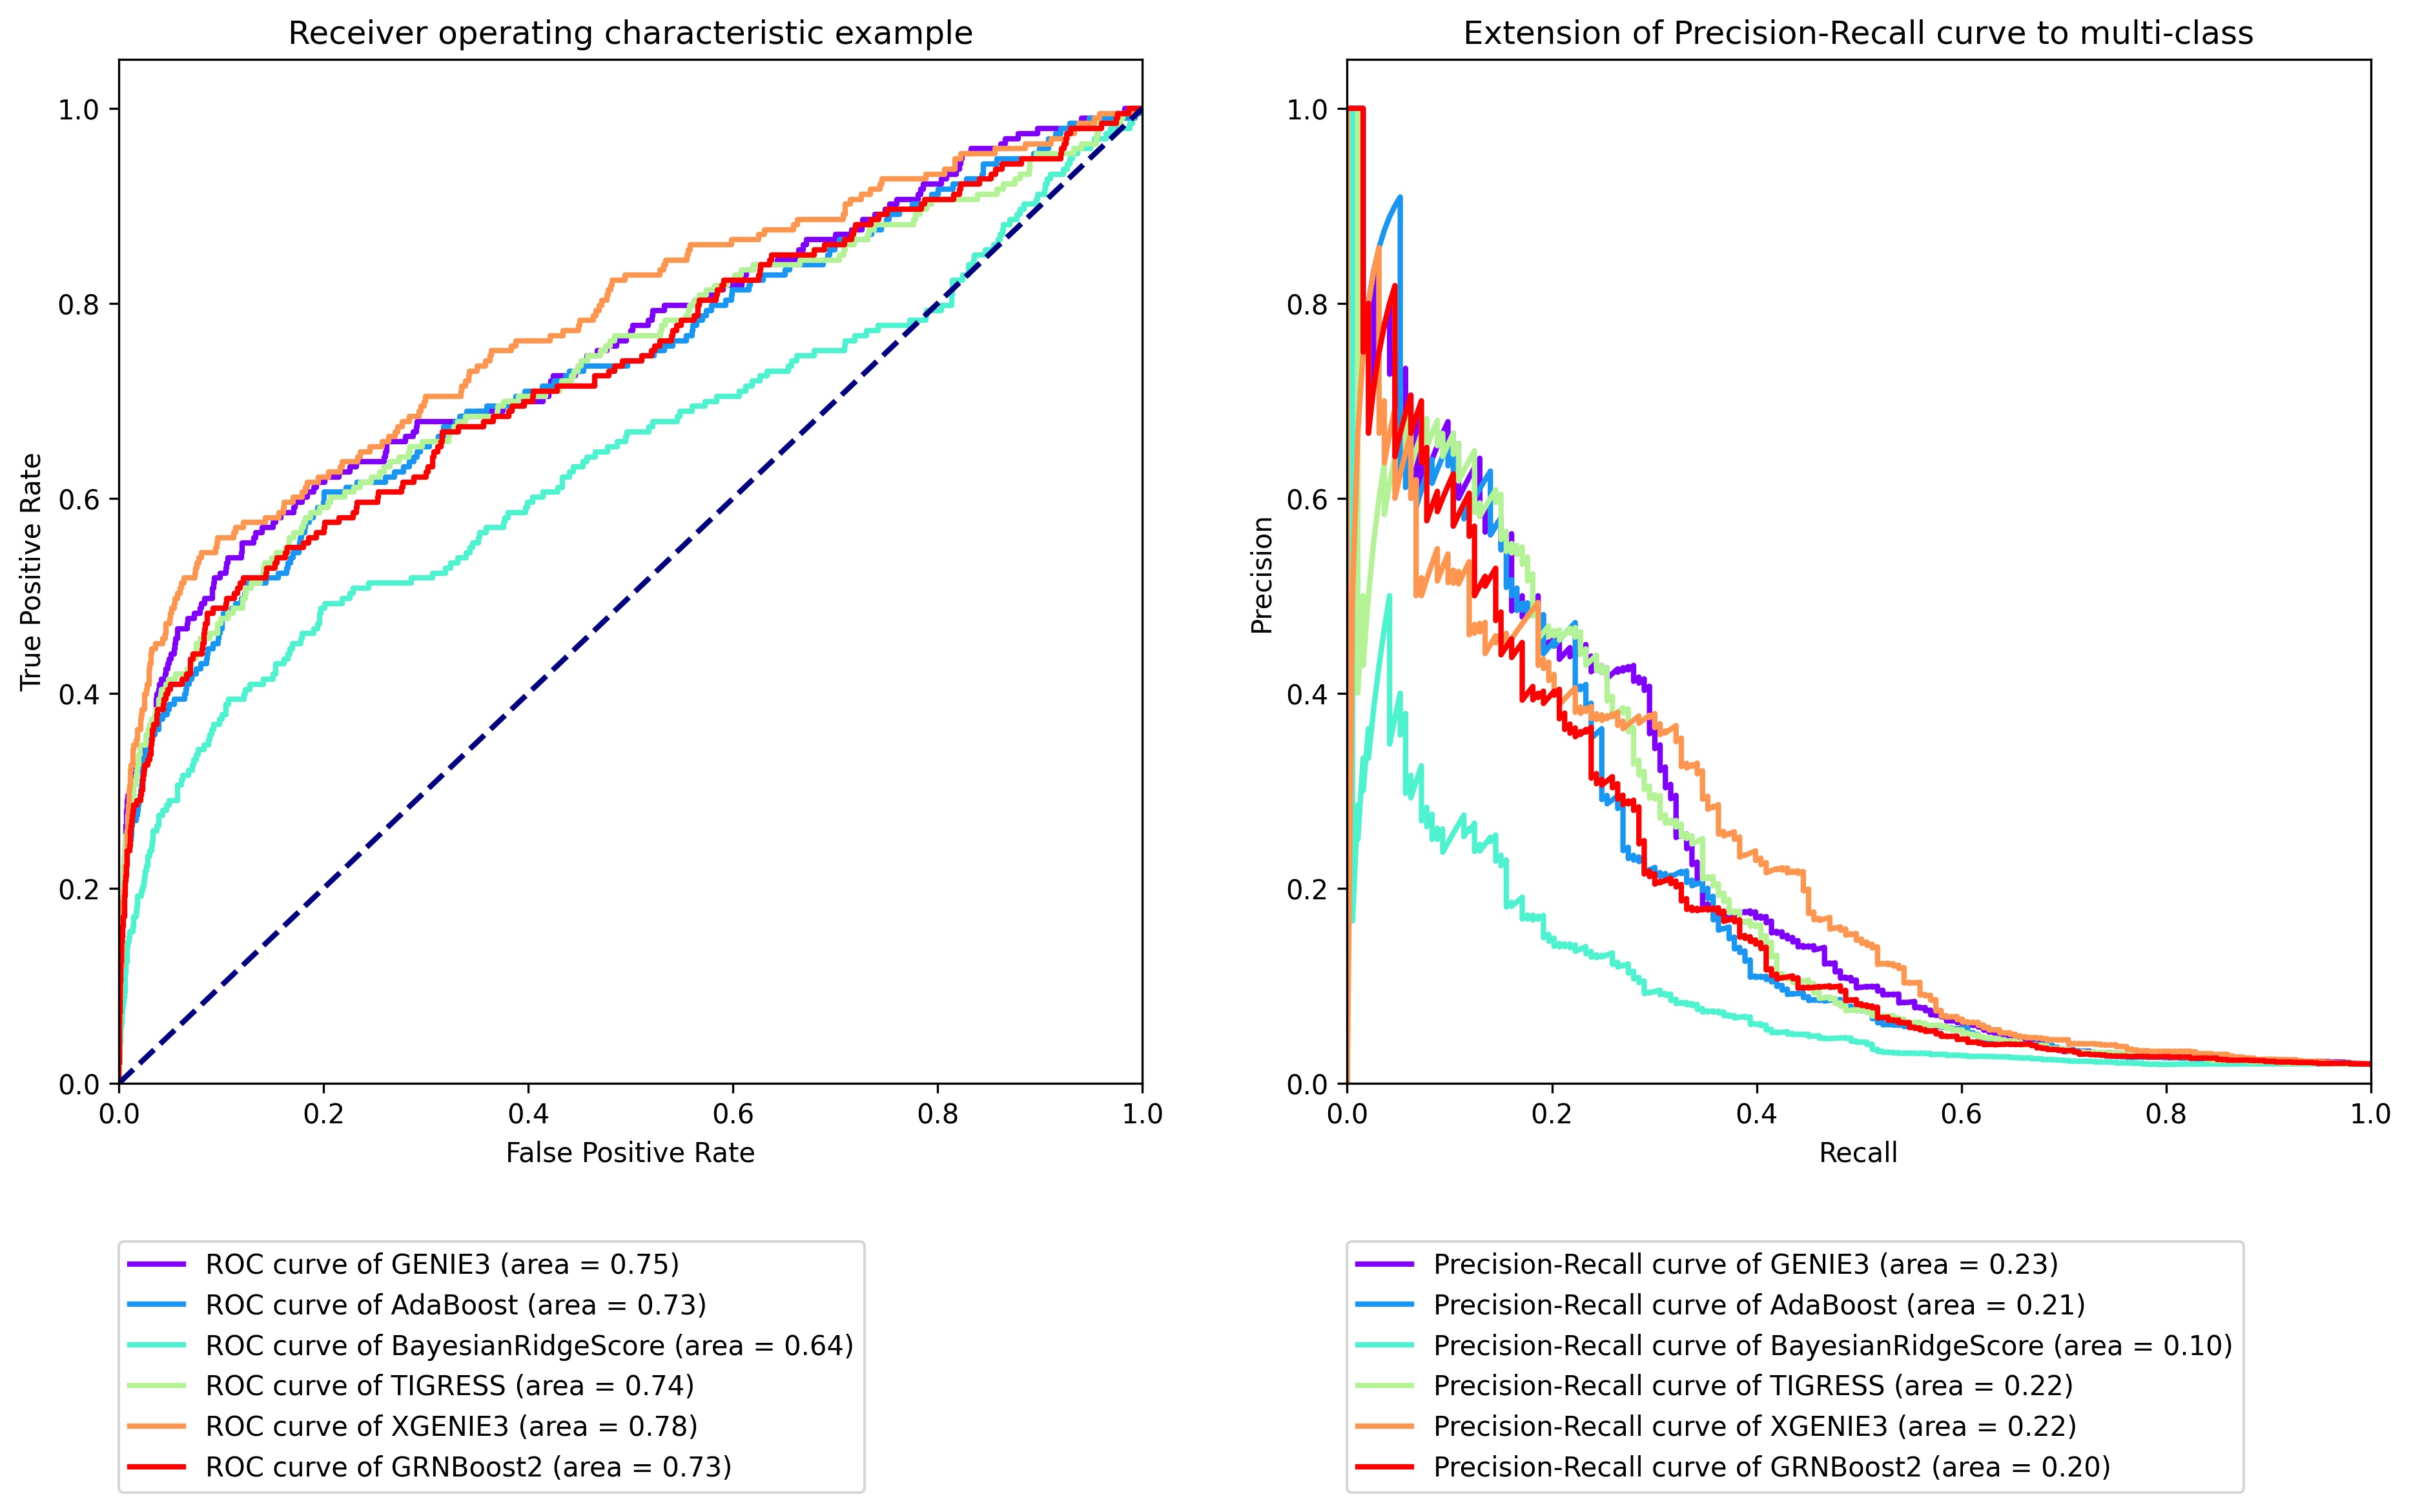 Receiver operating characteristic example
True Positive Rate
1.0
0.8
0.6
0.4
0.2
0.0
0.0 0.2 0.4 0.6 0.8 1.0
False Positive Rate
ROC curve of GENIE3 (area = 0.75)
ROC curve of AdaBoost (area = 0.73)
ROC curve of BayesianRidgeScore (area = 0.64)
ROC curve of TIGRESS (area = 0.74)
ROC curve of XGENIE3 (area = 0.78)
ROC curve of GRNBoost2 (area = 0.73)
Extension of Precision-Recall curve to multi-class
Precision
1.0
0.8
0.6
0.4
0.2
0.0
0.0 0.2 0.4 0.6 0.8 1.0
Recall
Precision-Recall curve of GENIE3 (area = 0.23)
Precision-Recall curve of AdaBoost (area = 0.21)
Precision-Recall curve of BayesianRidgeScore (area = 0.10)
Precision-Recall curve of TIGRESS (area = 0.22)
Precision-Recall curve of XGENIE3 (area = 0.22)
Precision-Recall curve of GRNBoost2 (area = 0.20)